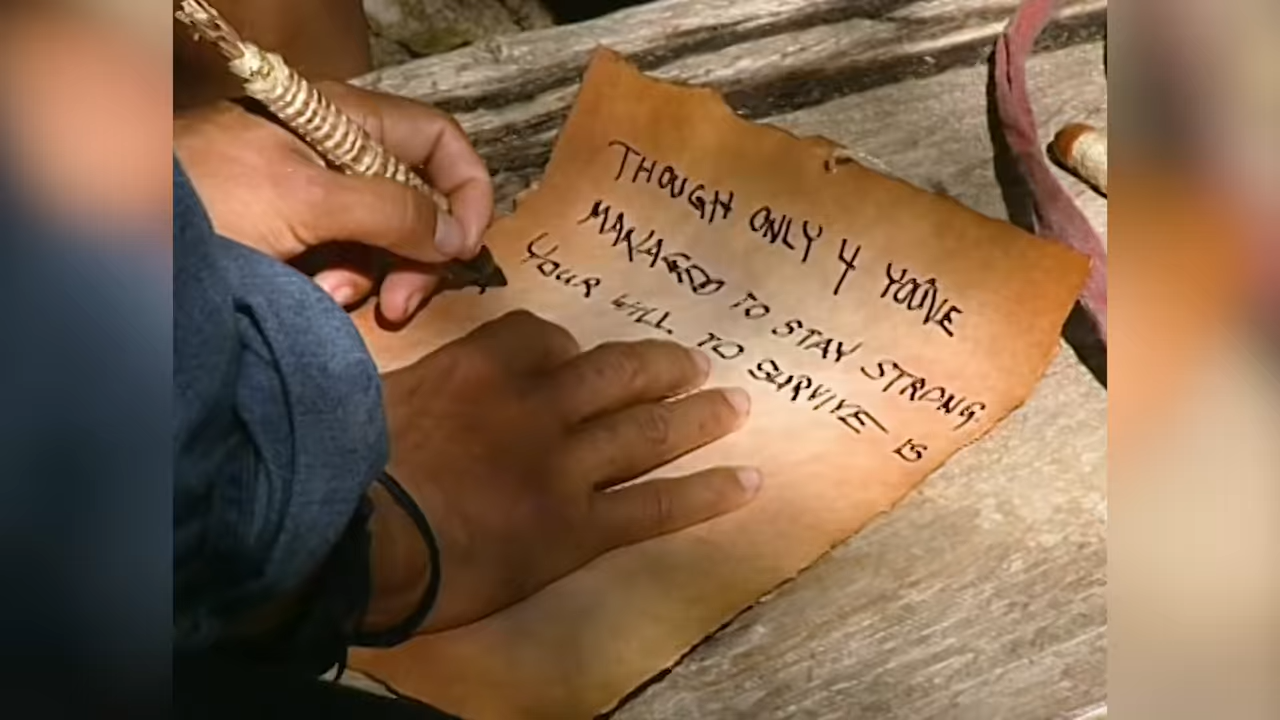 THOUGH ONLY 4 YOU'VE
MANAGED TO STAY STRONG
YOUR WILL TO SURVIVE IS